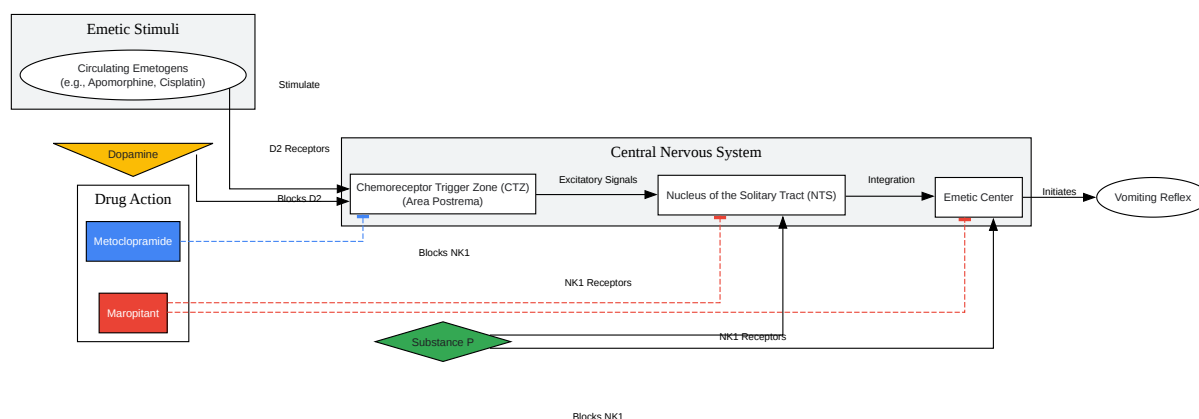 Emetic Stimuli
Circulating Emetogens
(e.g., Apomorphine, Cisplatin)
Stimulate
Dopamine
D2 Receptors
Central Nervous System
Drug Action
Blocks D2
Chemoreceptor Trigger Zone (CTZ)
(Area Postrema)
Excitatory Signals
Nucleus of the Solitary Tract (NTS)
Integration
Emetic Center
Initiates
Vomiting Reflex
Metoclopramide
Blocks NK1
NK1 Receptors
Maropitant
Substance P
NK1 Receptors
Blocks NK1